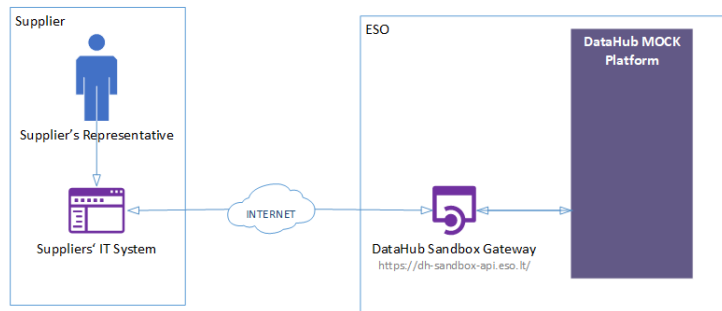 Supplier
Supplier's Representative
Suppliers' IT System
INTERNET
ESO
DataHub MOCK
Platform
DataHub Sandbox Gateway
https://dh-sandbox-api.eso.lt/